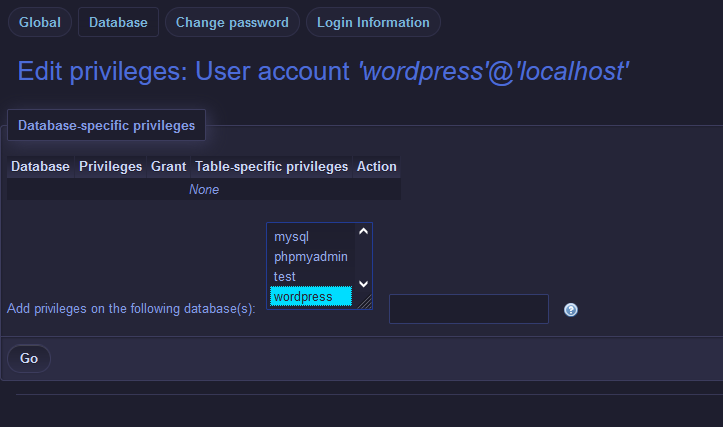 Global Database Change password Login Information
Edit privileges: User account 'wordpress'@'localhost'
Database-specific privileges
Database Privileges Grant Table-specific privileges Action
None
mysql
phpmyadmin
test
wordpress
Add privileges on the following database(s):
Go